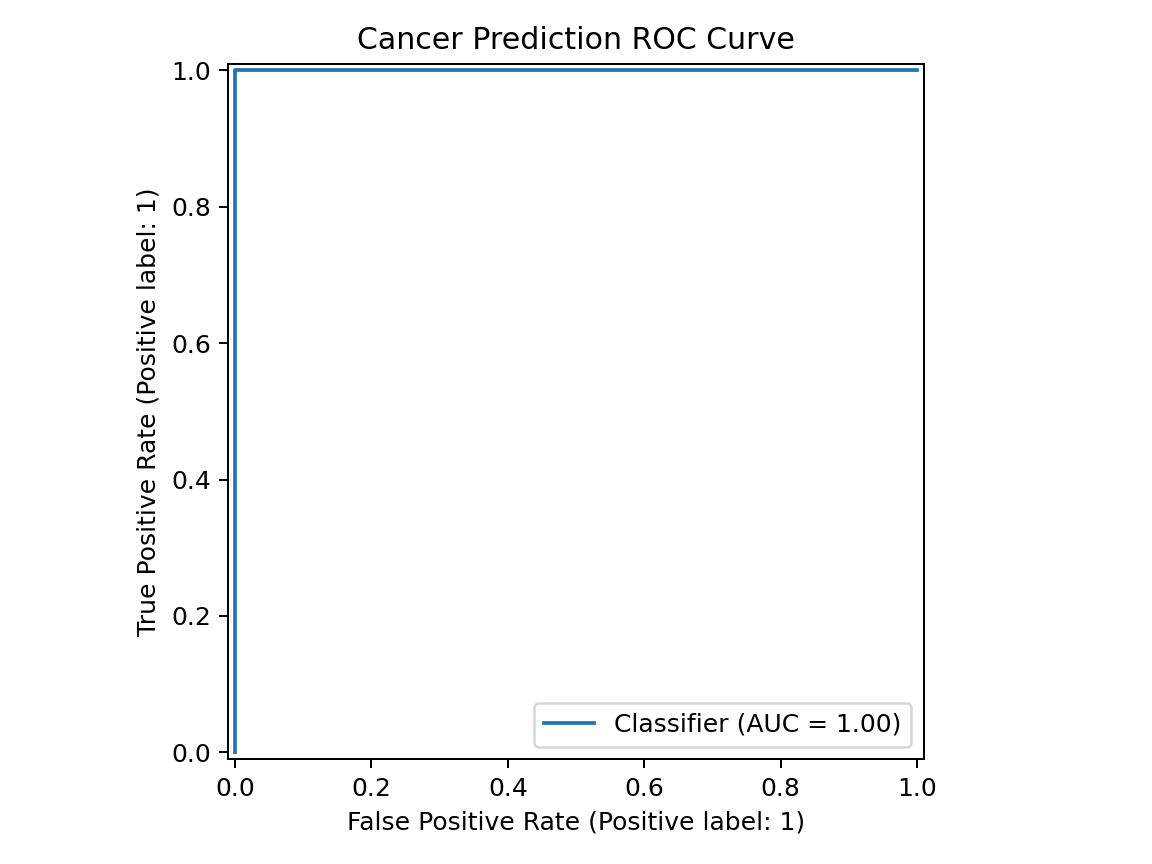 Cancer Prediction ROC Curve
True Positive Rate (Positive label: 1)
1.0
0.8
0.6
0.4
0.2
0.0
Classifier (AUC = 1.00)
0.0 0.2 0.4 0.6 0.8 1.0
False Positive Rate (Positive label: 1)